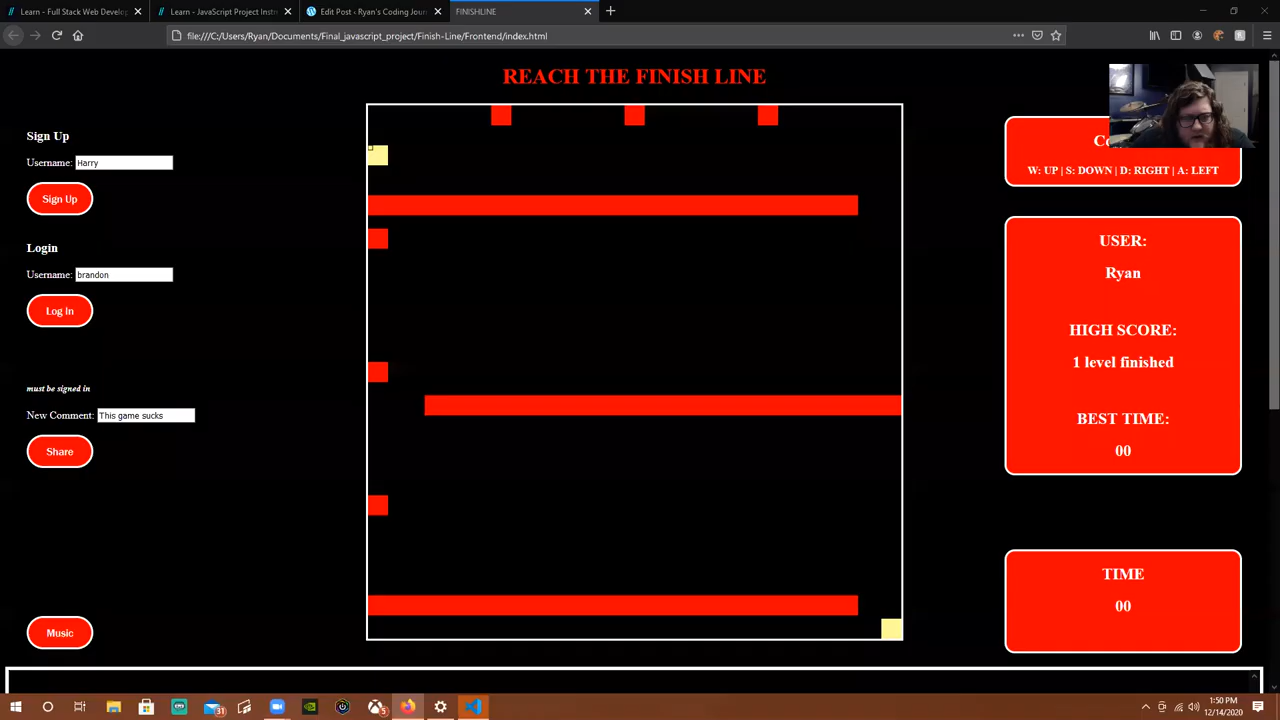 Learn - Full Stack Web Develop
Learn - JavaScript Project Instr
Edit Post ‹ Ryan's Coding Journ
FINISHLINE
file:///C:/Users/Ryan/Documents/Final_javascript_project/Finish-Line/Frontend/index.html
REACH THE FINISH LINE
Sign Up
Username: Harry
Sign Up
Login
Username: brandon
Log In
must be signed in
New Comment: This game sucks
Share
Music
W: UP | S: DOWN | D: RIGHT | A: LEFT
USER:
Ryan
HIGH SCORE:
1 level finished
BEST TIME:
00
TIME
00
31
5
1:50 PM
12/14/2020